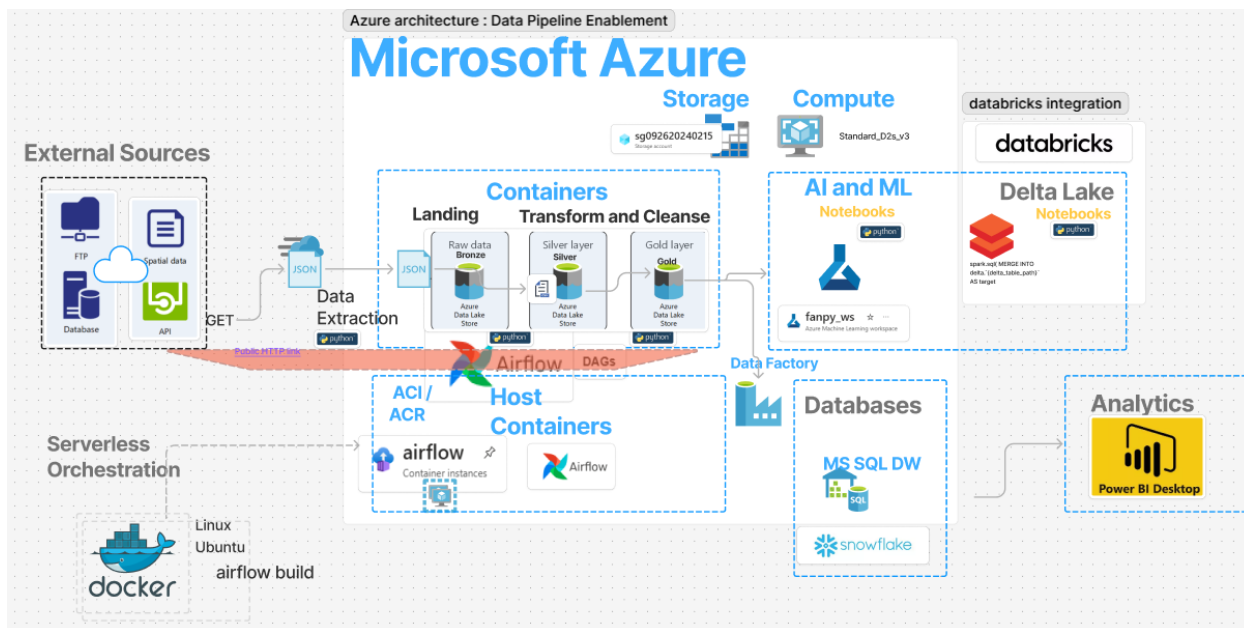 Azure architecture : Data Pipeline Enablement
Microsoft Azure
Storage
Compute
sg092620240215
Storage account
Standard_D2s_v3
databricks integration
databricks
External Sources
FTP
Spatial data
Database
API
GET
Public HTTP link
JSON
Data
Extraction
python
Containers
Landing
Transform and Cleanse
JSON
Raw data
Bronze
Azure
Data Lake
Store
Silver layer
Silver
Azure
Data Lake
Store
Gold layer
Gold
Azure
Data Lake
Store
python
python
Airflow
DAGs
AI and ML
Notebooks
python
fanpy_ws
Azure Machine Learning workspace
Delta Lake
Notebooks
python
spark.sql( MERGE INTO
delta.`{delta_table_path}`
AS target
Data Factory
ACI /
ACR
Host
Containers
airflow
Container instances
Airflow
Serverless
Orchestration
docker
Linux
Ubuntu
airflow build
Databases
MS SQL DW
SQL
snowflake
Analytics
Power BI Desktop